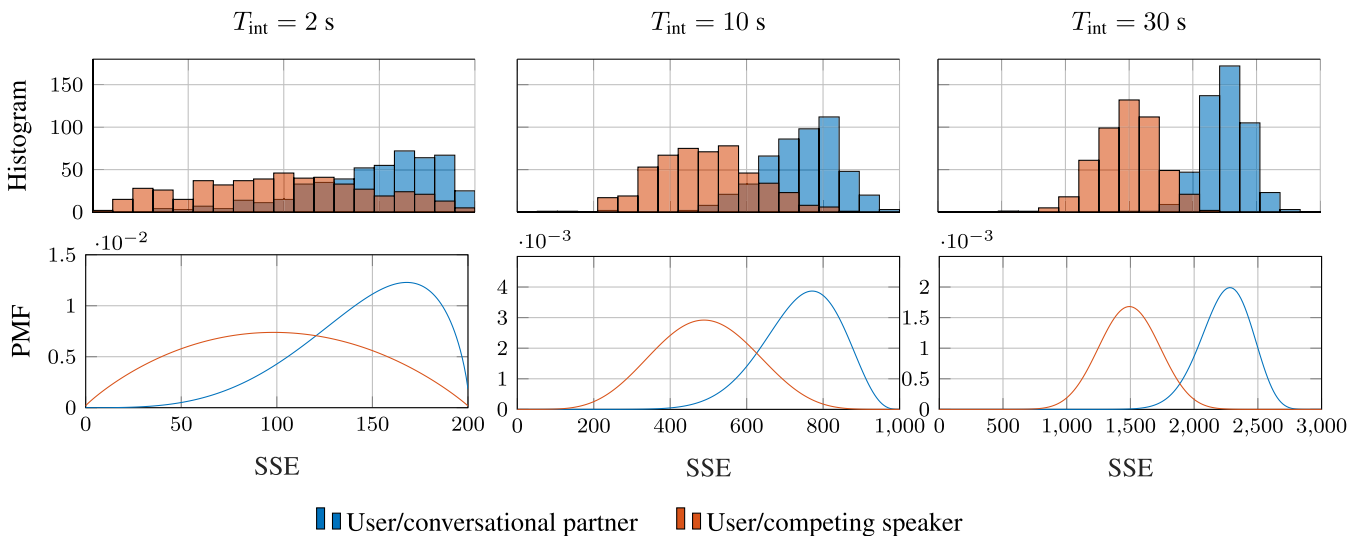 T_int = 2 s T_int = 10 s T_int = 30 s
Histogram
150
100
50
0
PMF
·10⁻² ·10⁻³ ·10⁻³
1.5
1
0.5
0
4
3
2
1
0
2
1.5
1
0.5
0
0 50 100 150 200 0 200 400 600 800 1,000 0 500 1,000 1,500 2,000 2,500 3,000
SSE SSE SSE
User/conversational partner User/competing speaker